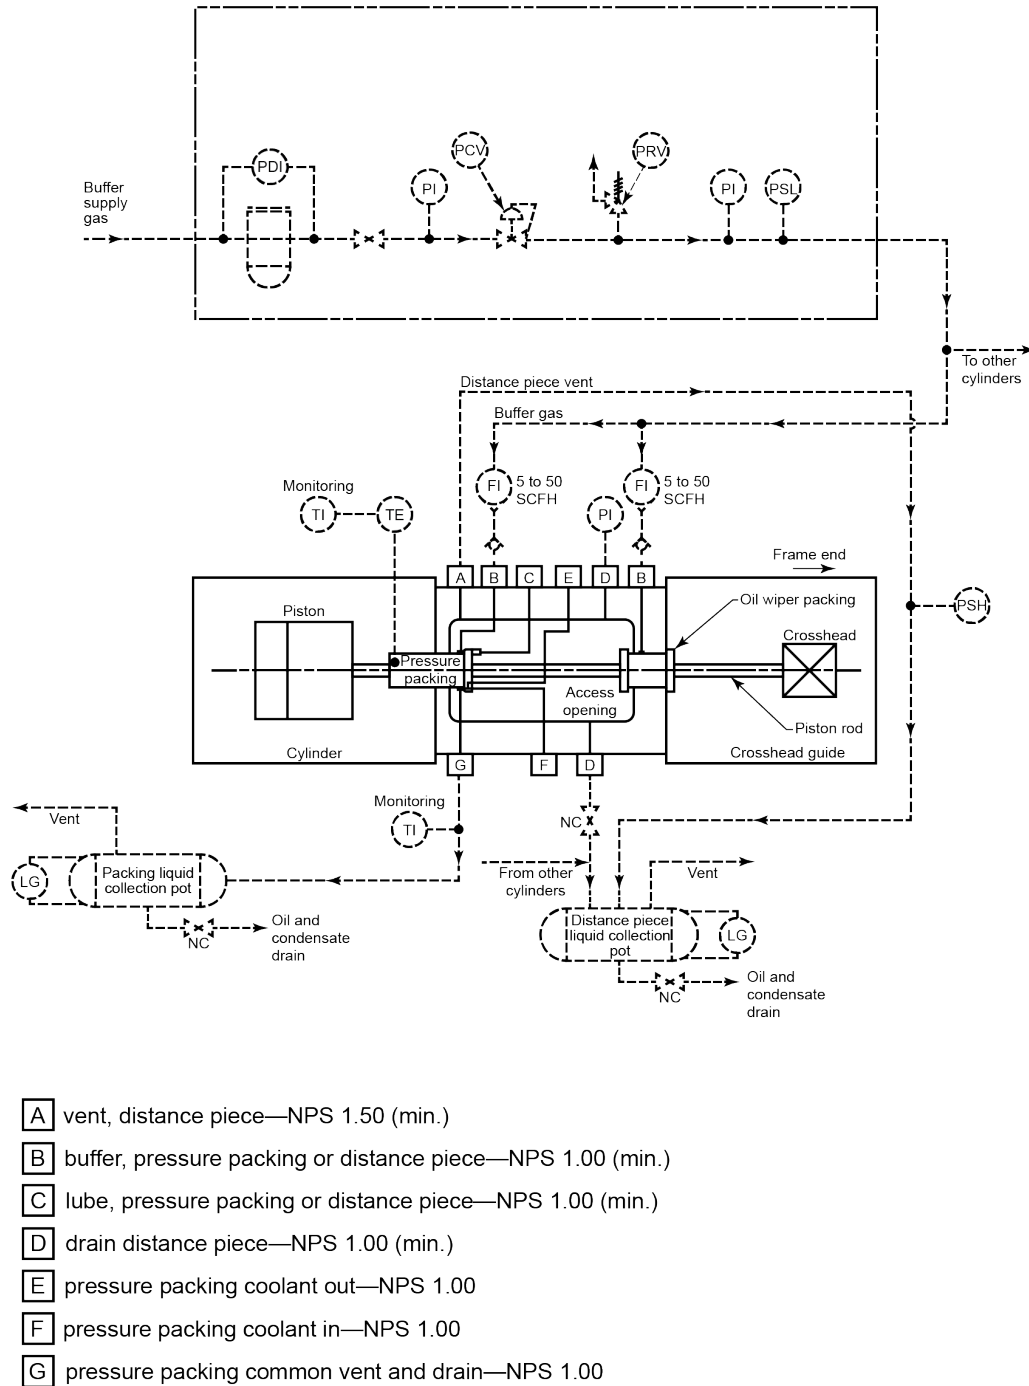 PDI
PCV
PRV
PI
PI
PSL
Buffer
supply
gas
To other
cylinders
Distance piece vent
Buffer gas
Monitoring
FI
5 to 50
SCFH
FI
5 to 50
SCFH
TI
TE
PI
Frame end
A
B
C
E
D
B
Oil wiper packing
PSH
Piston
Crosshead
Pressure
packing
Access
opening
Piston rod
Cylinder
Crosshead guide
G
F
D
Monitoring
TI
NC
Vent
From other
cylinders
Vent
LG
Packing liquid
collection pot
Distance piece
liquid collection
pot
LG
NC
Oil and
condensate
drain
NC
Oil and
condensate
drain
A vent, distance piece—NPS 1.50 (min.)
B buffer, pressure packing or distance piece—NPS 1.00 (min.)
C lube, pressure packing or distance piece—NPS 1.00 (min.)
D drain distance piece—NPS 1.00 (min.)
E pressure packing coolant out—NPS 1.00
F pressure packing coolant in—NPS 1.00
G pressure packing common vent and drain—NPS 1.00